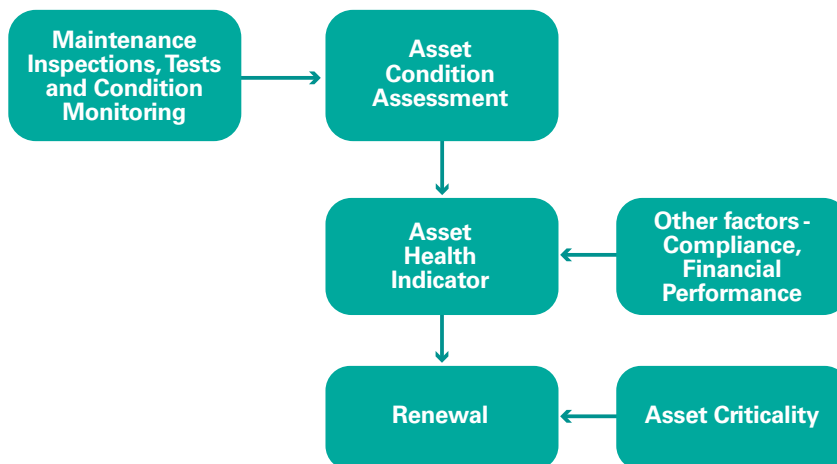 Maintenance
Inspections, Tests
and Condition
Monitoring
Asset
Condition
Assessment
Asset
Health
Indicator
Other factors -
Compliance,
Financial
Performance
Renewal
Asset Criticality